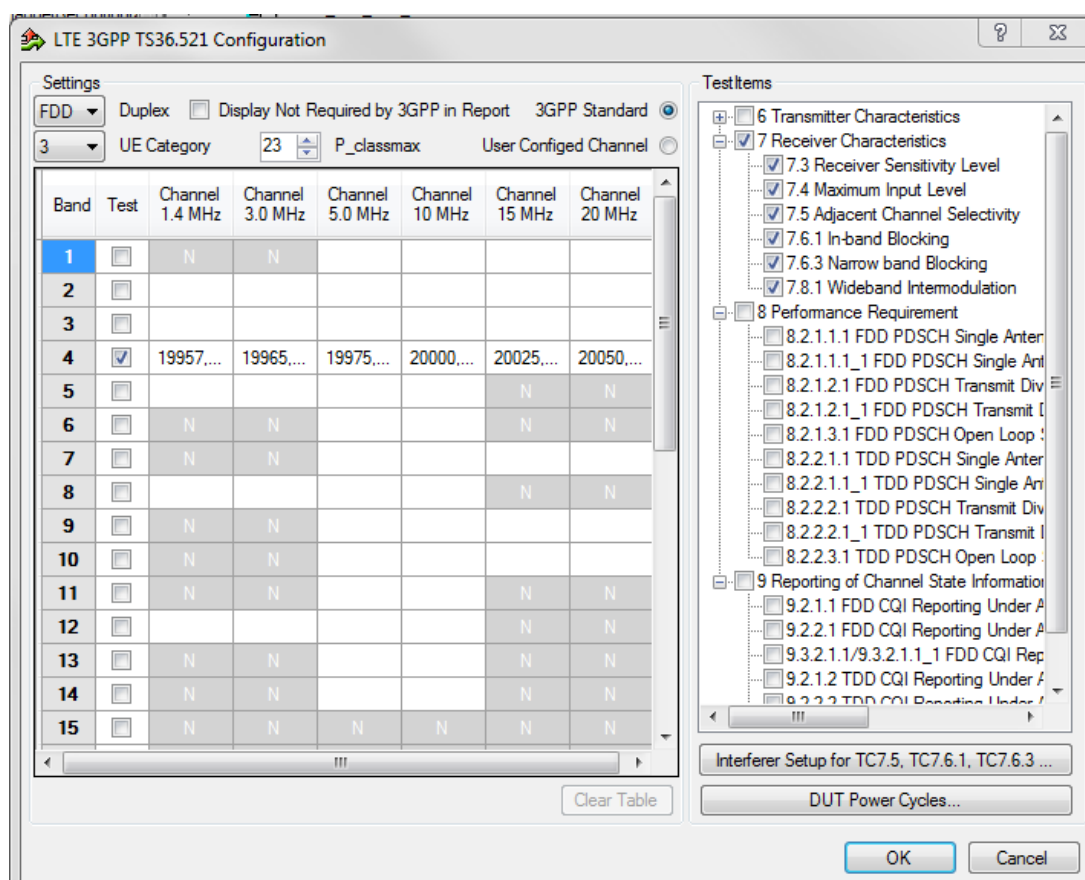 LTE 3GPP TS36.521 Configuration
Settings
FDD Duplex Display Not Required by 3GPP in Report 3GPP Standard
3 UE Category 23 P_classmax User Configed Channel
Band Test Channel 1.4 MHz Channel 3.0 MHz Channel 5.0 MHz Channel 10 MHz Channel 15 MHz Channel 20 MHz
1 N N
2
3
4 19957,... 19965,... 19975,... 20000,... 20025,... 20050,...
5 N N
6 N N N N
7 N N
8 N N
9 N N
10 N N
11 N N N N
12 N N
13 N N N N
14 N N N N
15 N N N N N N
Clear Table
TestItems
6 Transmitter Characteristics
7 Receiver Characteristics
7.3 Receiver Sensitivity Level
7.4 Maximum Input Level
7.5 Adjacent Channel Selectivity
7.6.1 In-band Blocking
7.6.3 Narrow band Blocking
7.8.1 Wideband Intermodulation
8 Performance Requirement
8.2.1.1.1 FDD PDSCH Single Anten
8.2.1.1.1_1 FDD PDSCH Single Ant
8.2.1.2.1 FDD PDSCH Transmit Div
8.2.1.2.1_1 FDD PDSCH Transmit
8.2.1.3.1 FDD PDSCH Open Loop
8.2.2.1.1 TDD PDSCH Single Anten
8.2.2.1.1_1 TDD PDSCH Single Ant
8.2.2.2.1 TDD PDSCH Transmit Div
8.2.2.2.1_1 TDD PDSCH Transmit
8.2.2.3.1 TDD PDSCH Open Loop
9 Reporting of Channel State Information
9.2.1.1 FDD CQI Reporting Under A
9.2.2.1 FDD CQI Reporting Under A
9.3.2.1.1/9.3.2.1.1_1 FDD CQI Rep
9.2.1.2 TDD CQI Reporting Under A
9.2.2.2 TDD CQI Reporting Under A
Interferer Setup for TC7.5, TC7.6.1, TC7.6.3 ...
DUT Power Cycles...
OK Cancel